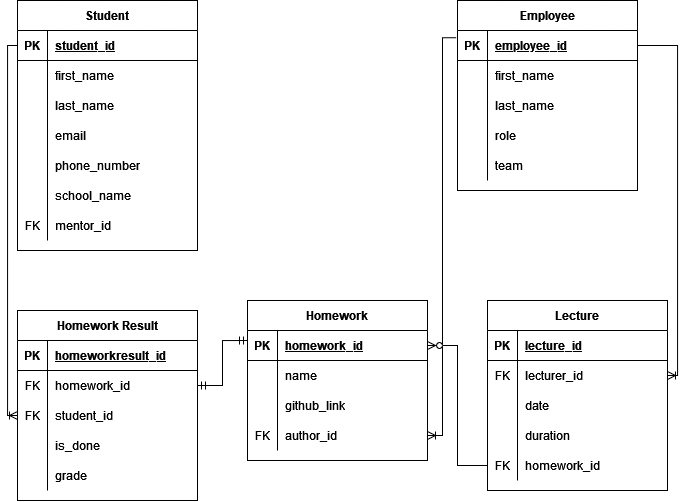 Student
PK student_id
first_name
last_name
email
phone_number
school_name
FK mentor_id
Employee
PK employee_id
first_name
last_name
role
team
Homework Result
PK homeworkresult_id
FK homework_id
FK student_id
is_done
grade
Homework
PK homework_id
name
github_link
FK author_id
Lecture
PK lecture_id
FK lecturer_id
date
duration
FK homework_id